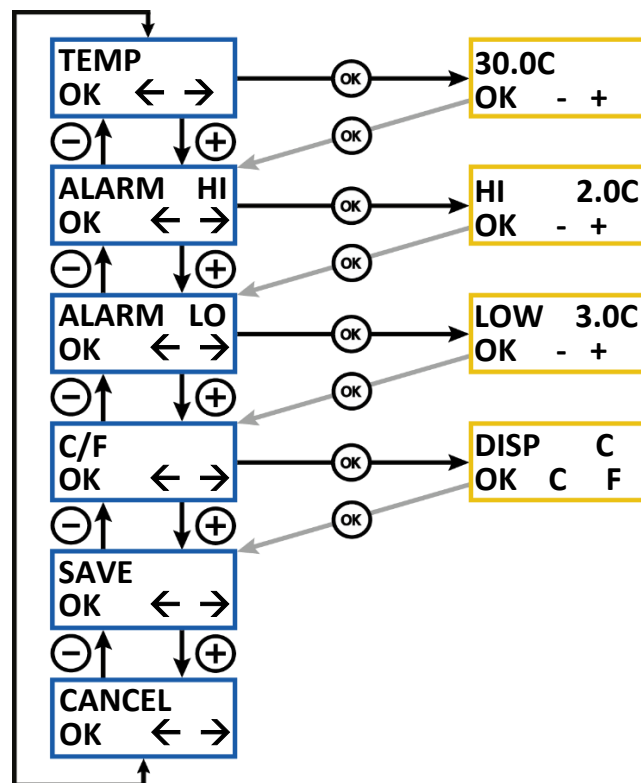 TEMP
OK ← →
OK
30.0C
OK - +
OK
− +
ALARM HI
OK ← →
OK
HI 2.0C
OK - +
OK
− +
ALARM LO
OK ← →
OK
LOW 3.0C
OK - +
OK
− +
C/F
OK ← →
OK
DISP C
OK C F
OK
− +
SAVE
OK ← →
− +
CANCEL
OK ← →